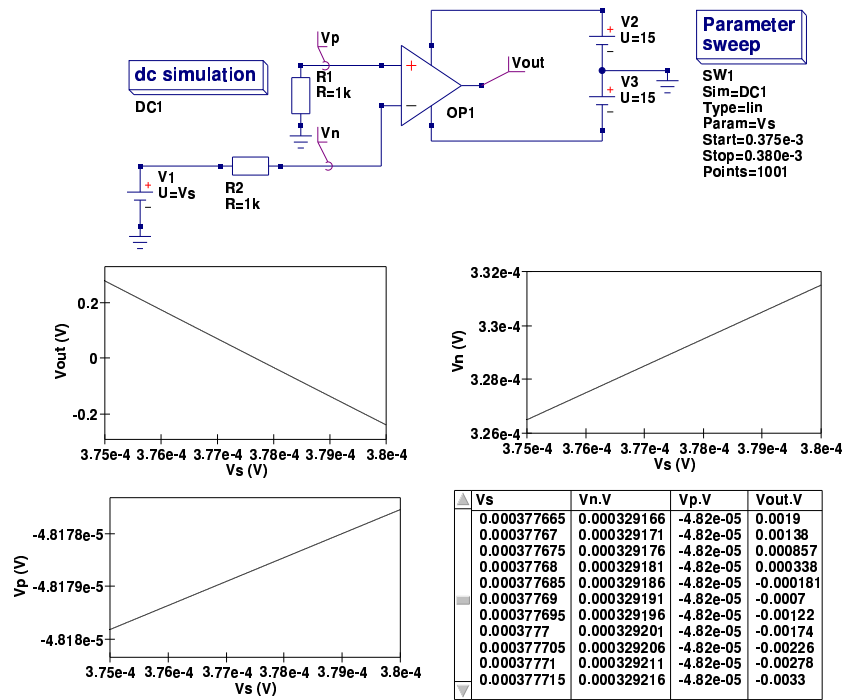 dc simulation
DC1
Vp
R1
R=1k
Vn
V1
U=Vs
R2
R=1k
+
−
OP1
Vout
+
V2
U=15
−
+
V3
U=15
−
+
−
Parameter
sweep
SW1
Sim=DC1
Type=lin
Param=Vs
Start=0.375e-3
Stop=0.380e-3
Points=1001
Vout (V)
0.2
0
-0.2
3.75e-4 3.76e-4 3.77e-4 3.78e-4 3.79e-4 3.8e-4
Vs (V)
Vn (V)
3.32e-4
3.3e-4
3.28e-4
3.26e-4
3.75e-4 3.76e-4 3.77e-4 3.78e-4 3.79e-4 3.8e-4
Vs (V)
Vp (V)
-4.8178e-5
-4.8179e-5
-4.818e-5
3.75e-4 3.76e-4 3.77e-4 3.78e-4 3.79e-4 3.8e-4
Vs (V)
Vs Vn.V Vp.V Vout.V
0.000377665 0.000329166 -4.82e-05 0.0019
0.00037767 0.000329171 -4.82e-05 0.00138
0.000377675 0.000329176 -4.82e-05 0.000857
0.00037768 0.000329181 -4.82e-05 0.000338
0.000377685 0.000329186 -4.82e-05 -0.000181
0.00037769 0.000329191 -4.82e-05 -0.0007
0.000377695 0.000329196 -4.82e-05 -0.00122
0.0003777 0.000329201 -4.82e-05 -0.00174
0.000377705 0.000329206 -4.82e-05 -0.00226
0.00037771 0.000329211 -4.82e-05 -0.00278
0.000377715 0.000329216 -4.82e-05 -0.0033